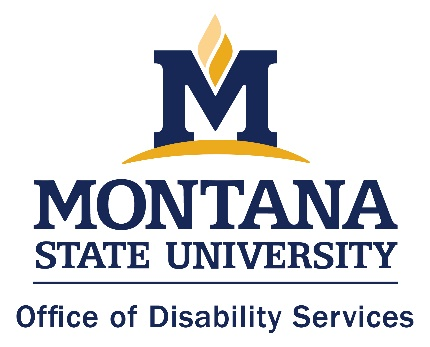 M
MONTANA
STATE UNIVERSITY
Office of Disability Services